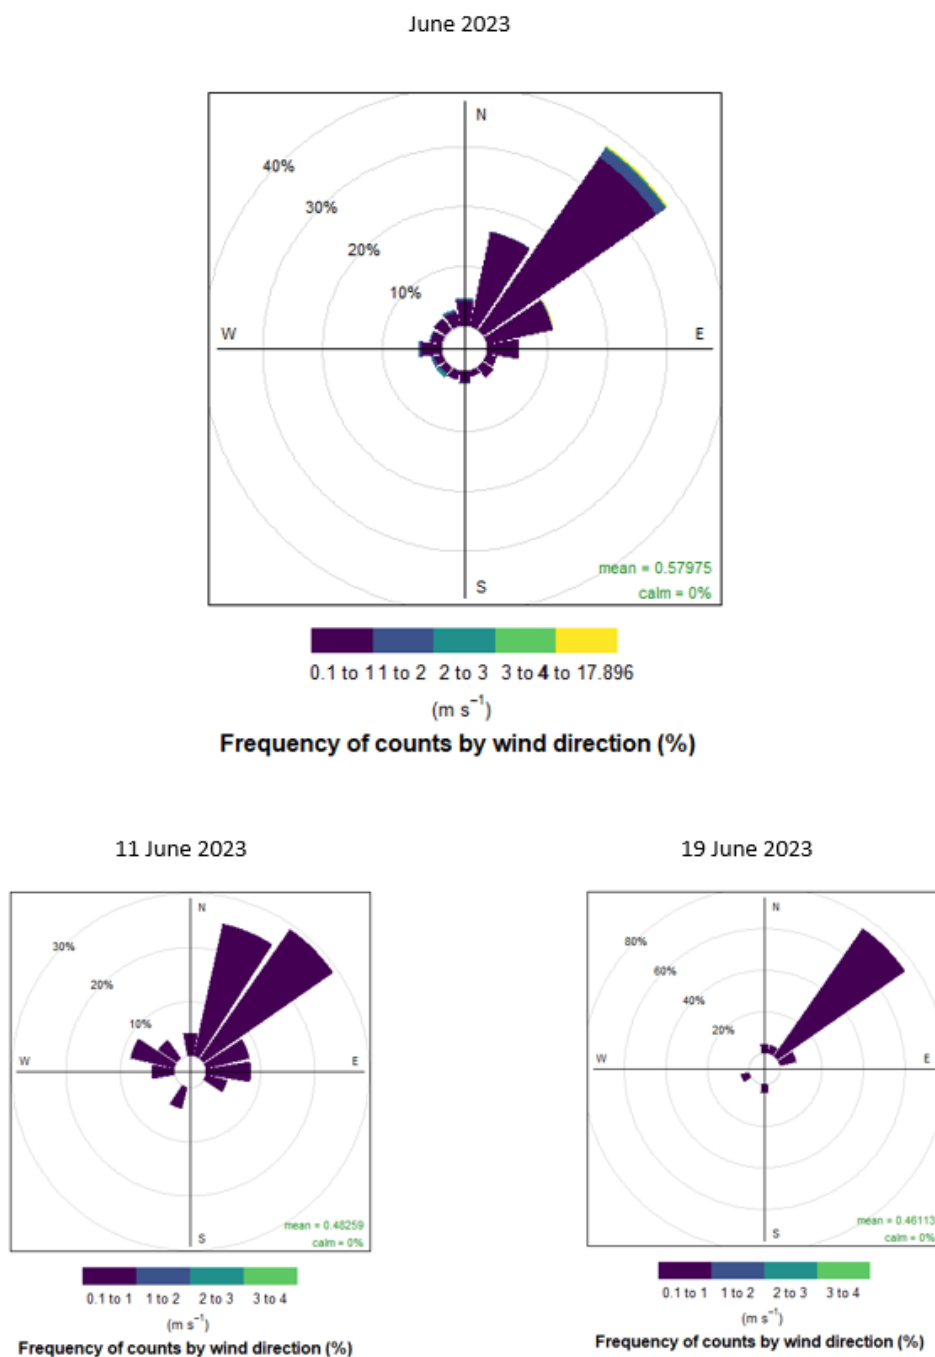 June 2023
N
40%
30%
20%
10%
W
E
mean = 0.57975
S
calm = 0%
0.1 to 11 to 2 2 to 3 3 to 4 to 17.896
(m s⁻¹)
Frequency of counts by wind direction (%)
11 June 2023
N
30%
20%
10%
W
E
mean = 0.48259
S
calm = 0%
0.1 to 1 1 to 2 2 to 3 3 to 4
(m s⁻¹)
Frequency of counts by wind direction (%)
19 June 2023
N
80%
60%
40%
20%
W
E
mean = 0.46113
S
calm = 0%
0.1 to 1 1 to 2 2 to 3 3 to 4
(m s⁻¹)
Frequency of counts by wind direction (%)